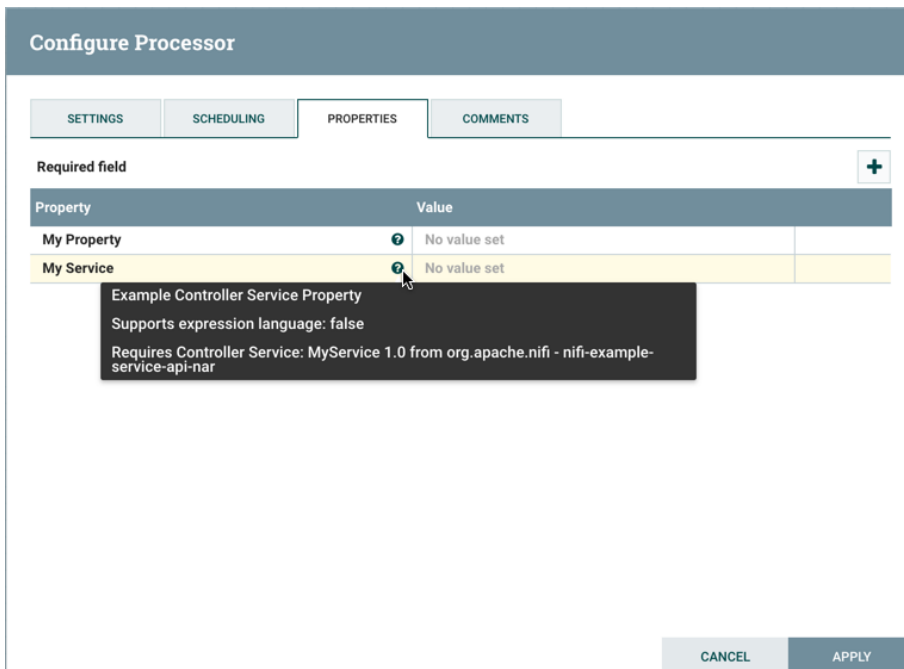 Configure Processor
SETTINGS
SCHEDULING
PROPERTIES
COMMENTS
Required field
Property
Value
My Property
No value set
My Service
No value set
Example Controller Service Property
Supports expression language: false
Requires Controller Service: MyService 1.0 from org.apache.nifi - nifi-example-
service-api-nar
CANCEL
APPLY